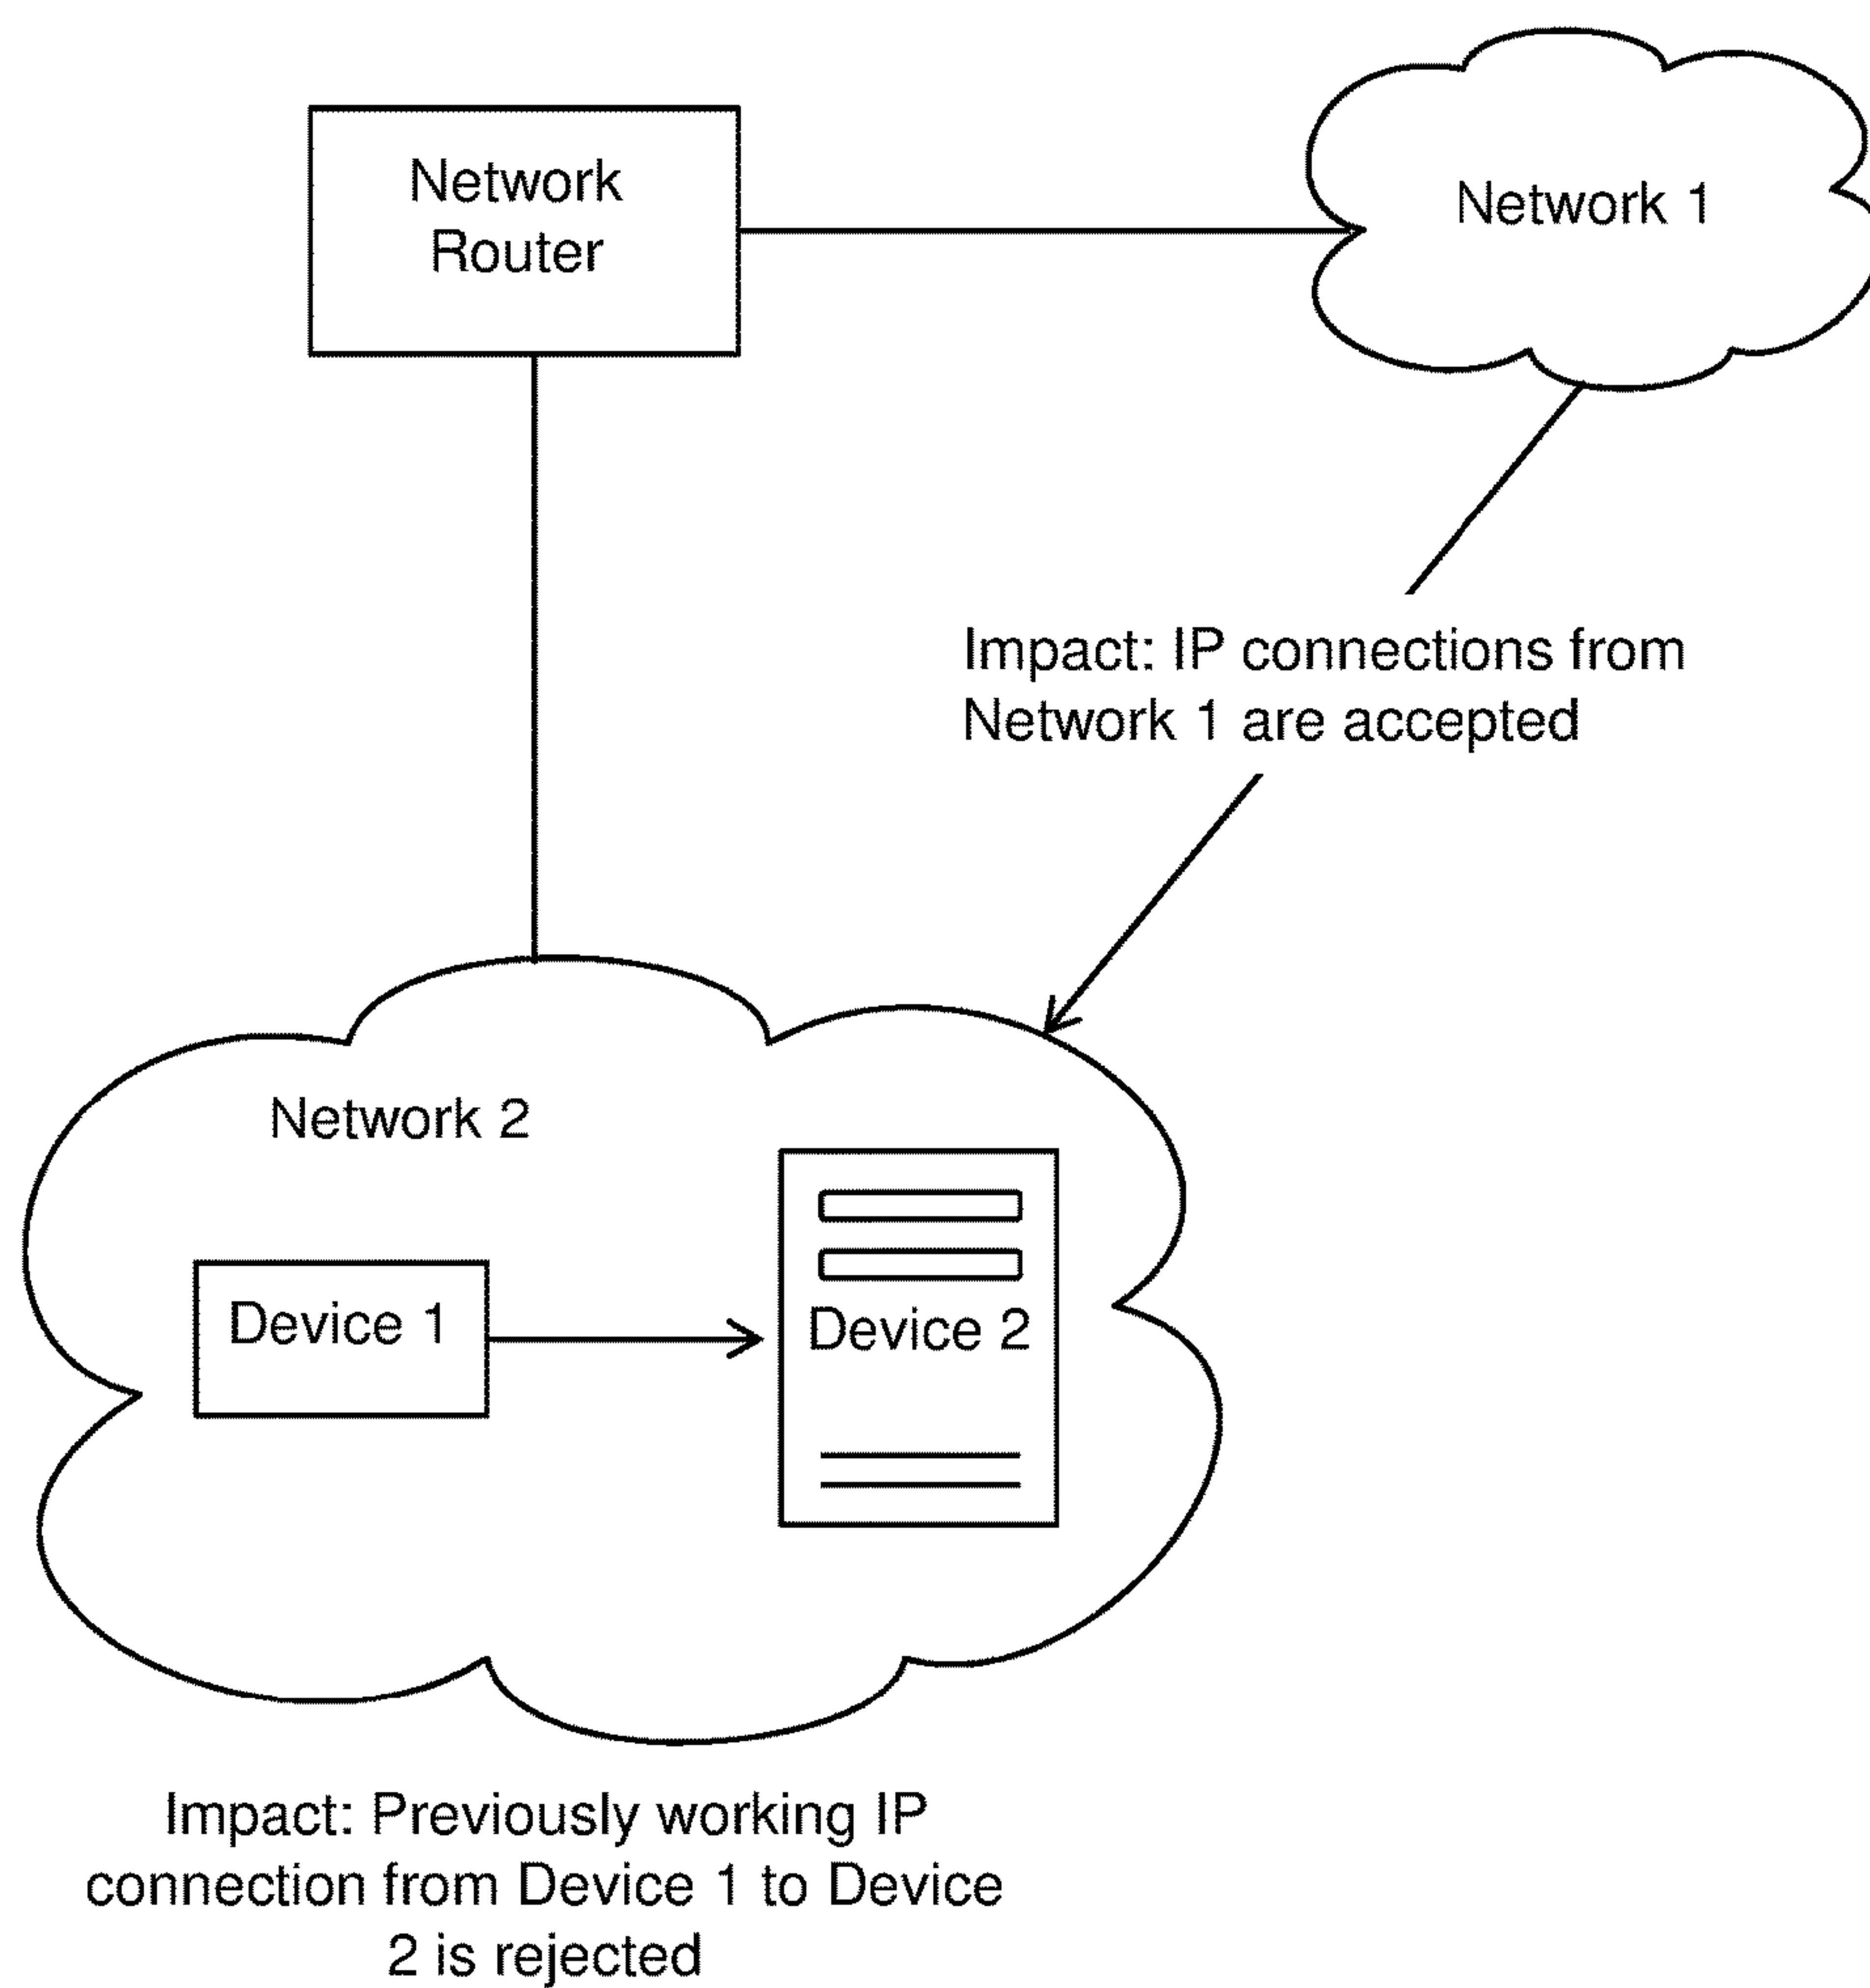 Network
Router
Network 1
Impact: IP connections from
Network 1 are accepted
Network 2
Device 1
Device 2
Impact: Previously working IP
connection from Device 1 to Device
2 is rejected